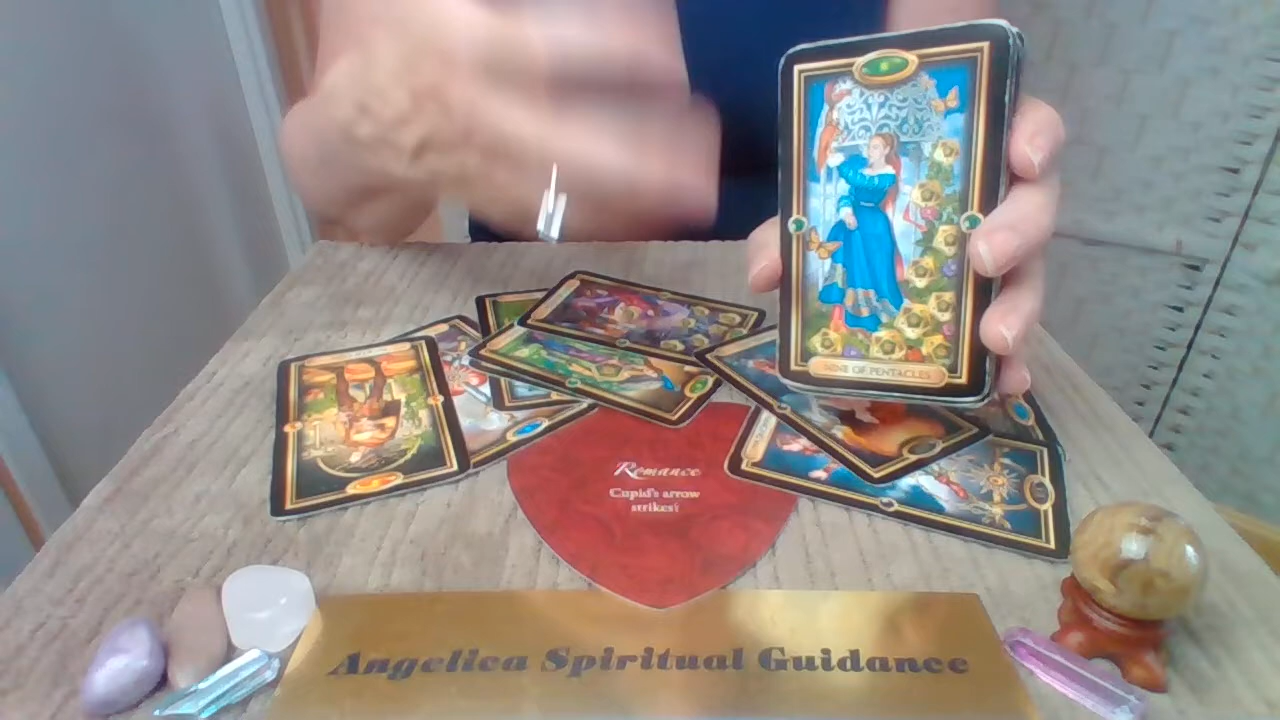 NINE OF PENTACLES
Romance
Cupid's arrow
strikes!
Angelica Spiritual Guidance